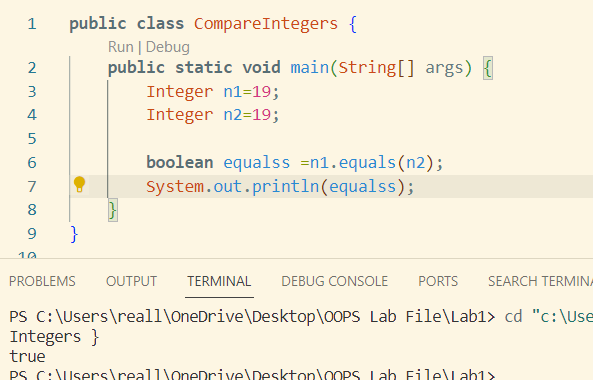 1 public class CompareIntegers {
Run | Debug
2 public static void main(String[] args) {
3 Integer n1=19;
4 Integer n2=19;
5
6 boolean equalss =n1.equals(n2);
7 System.out.println(equalss);
8 }
9 }
10
PROBLEMS OUTPUT TERMINAL DEBUG CONSOLE PORTS SEARCH TERMINA
PS C:\Users\reall\OneDrive\Desktop\OOPS Lab File\Lab1> cd "c:\Use
Integers }
true
PS C:\Users\reall\OneDrive\Desktop\OOPS Lab File\Lab1>